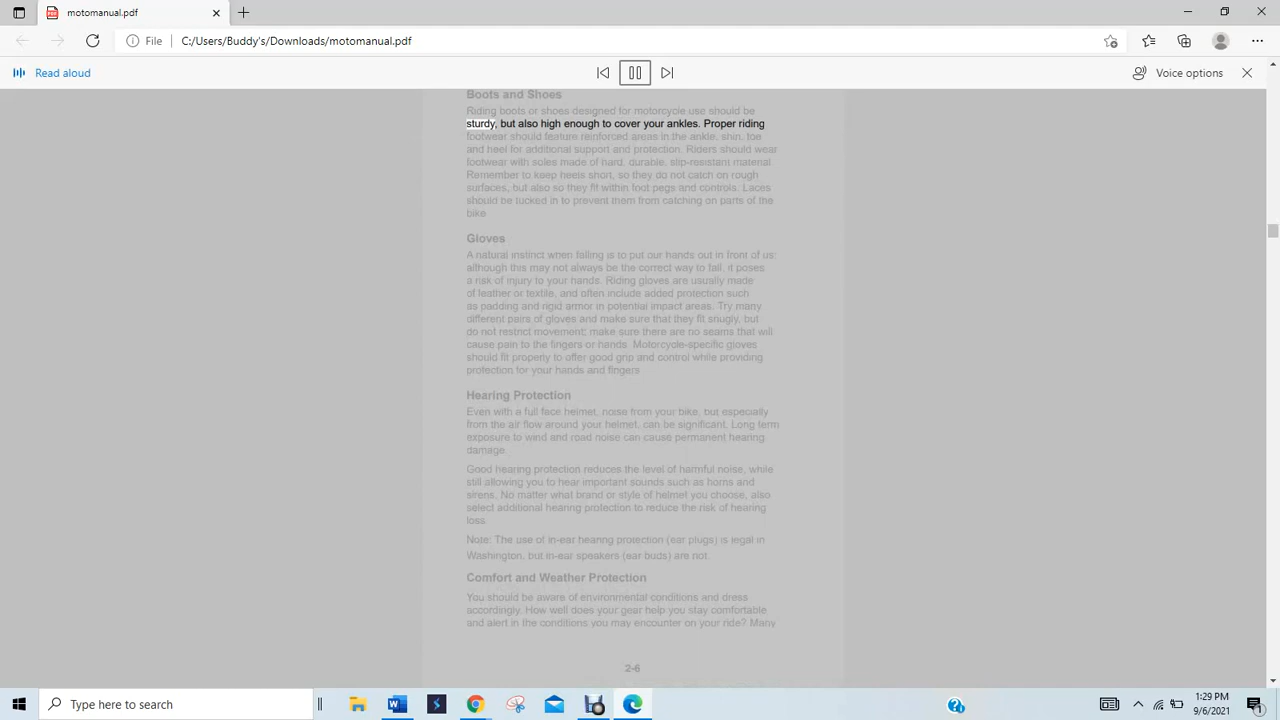 motomanual.pdf
File
C:/Users/Buddy's/Downloads/motomanual.pdf
Read aloud
Voice options
Boots and Shoes
Riding boots or shoes designed for motorcycle use should be
sturdy, but also high enough to cover your ankles. Proper riding
footwear should feature reinforced areas in the ankle, shin, toe
and heel for additional support and protection. Riders should wear
footwear with soles made of hard, durable, slip-resistant material.
Remember to keep heels short, so they do not catch on rough
surfaces, but also so they fit within foot pegs and controls. Laces
should be tucked in to prevent them from catching on parts of the
bike.
Gloves
A natural instinct when falling is to put our hands out in front of us;
although this may not always be the correct way to fall, it poses
a risk of injury to your hands. Riding gloves are usually made
of leather or textile, and often include added protection such
as padding and rigid armor in potential impact areas. Try many
different pairs of gloves and make sure that they fit snugly, but
do not restrict movement; make sure there are no seams that will
cause pain to the fingers or hands. Motorcycle-specific gloves
should fit properly to offer good grip and control while providing
protection for your hands and fingers.
Hearing Protection
Even with a full face helmet, noise from your bike, but especially
from the air flow around your helmet, can be significant. Long term
exposure to wind and road noise can cause permanent hearing
damage.
Good hearing protection reduces the level of harmful noise, while
still allowing you to hear important sounds such as horns and
sirens. No matter what brand or style of helmet you choose, also
select additional hearing protection to reduce the risk of hearing
loss.
Note: The use of in-ear hearing protection (ear plugs) is legal in
Washington, but in-ear speakers (ear buds) are not.
Comfort and Weather Protection
You should be aware of environmental conditions and dress
accordingly. How well does your gear help you stay comfortable
and alert in the conditions you may encounter on your ride? Many
2-6
Type here to search
1:29 PM
9/6/2021